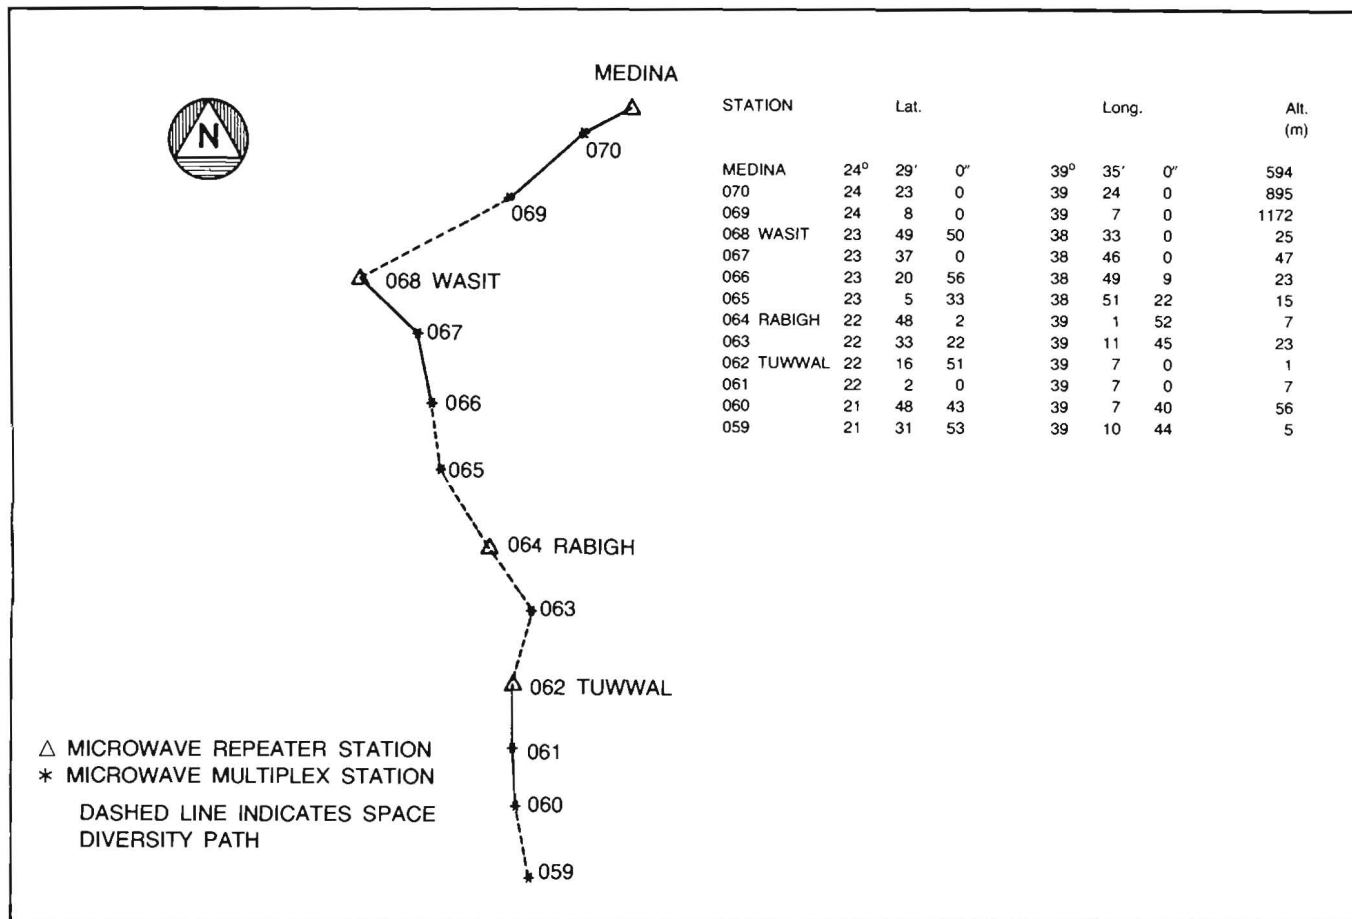 MEDINA
N
070
069
068 WASIT
067
066
065
064 RABIGH
063
062 TUWWAL
061
060
059
△ MICROWAVE REPEATER STATION
* MICROWAVE MULTIPLEX STATION
DASHED LINE INDICATES SPACE
DIVERSITY PATH
STATION Lat. Long. Alt.
(m)
MEDINA 24° 29′ 0″ 39° 35′ 0″ 594
070 24 23 0 39 24 0 895
069 24 8 0 39 7 0 1172
068 WASIT 23 49 50 38 33 0 25
067 23 37 0 38 46 0 47
066 23 20 56 38 49 9 23
065 23 5 33 38 51 22 15
064 RABIGH 22 48 2 39 1 52 7
063 22 33 22 39 11 45 23
062 TUWWAL 22 16 51 39 7 0 1
061 22 2 0 39 7 0 7
060 21 48 43 39 7 40 56
059 21 31 53 39 10 44 5